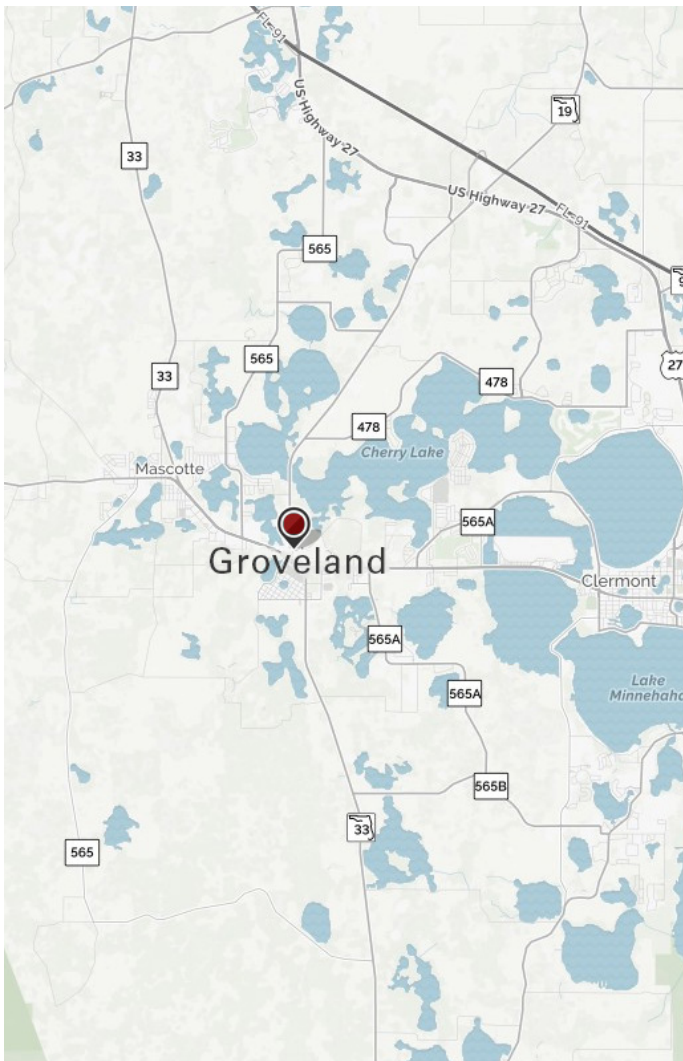 FL-91
US Highway 27
19
33
US Highway 27
FL-91
565
9
27
565
33
478
478
Cherry Lake
Mascotte
565A
Groveland
Clermont
565A
Lake
Minnehaha
565A
565B
33
565